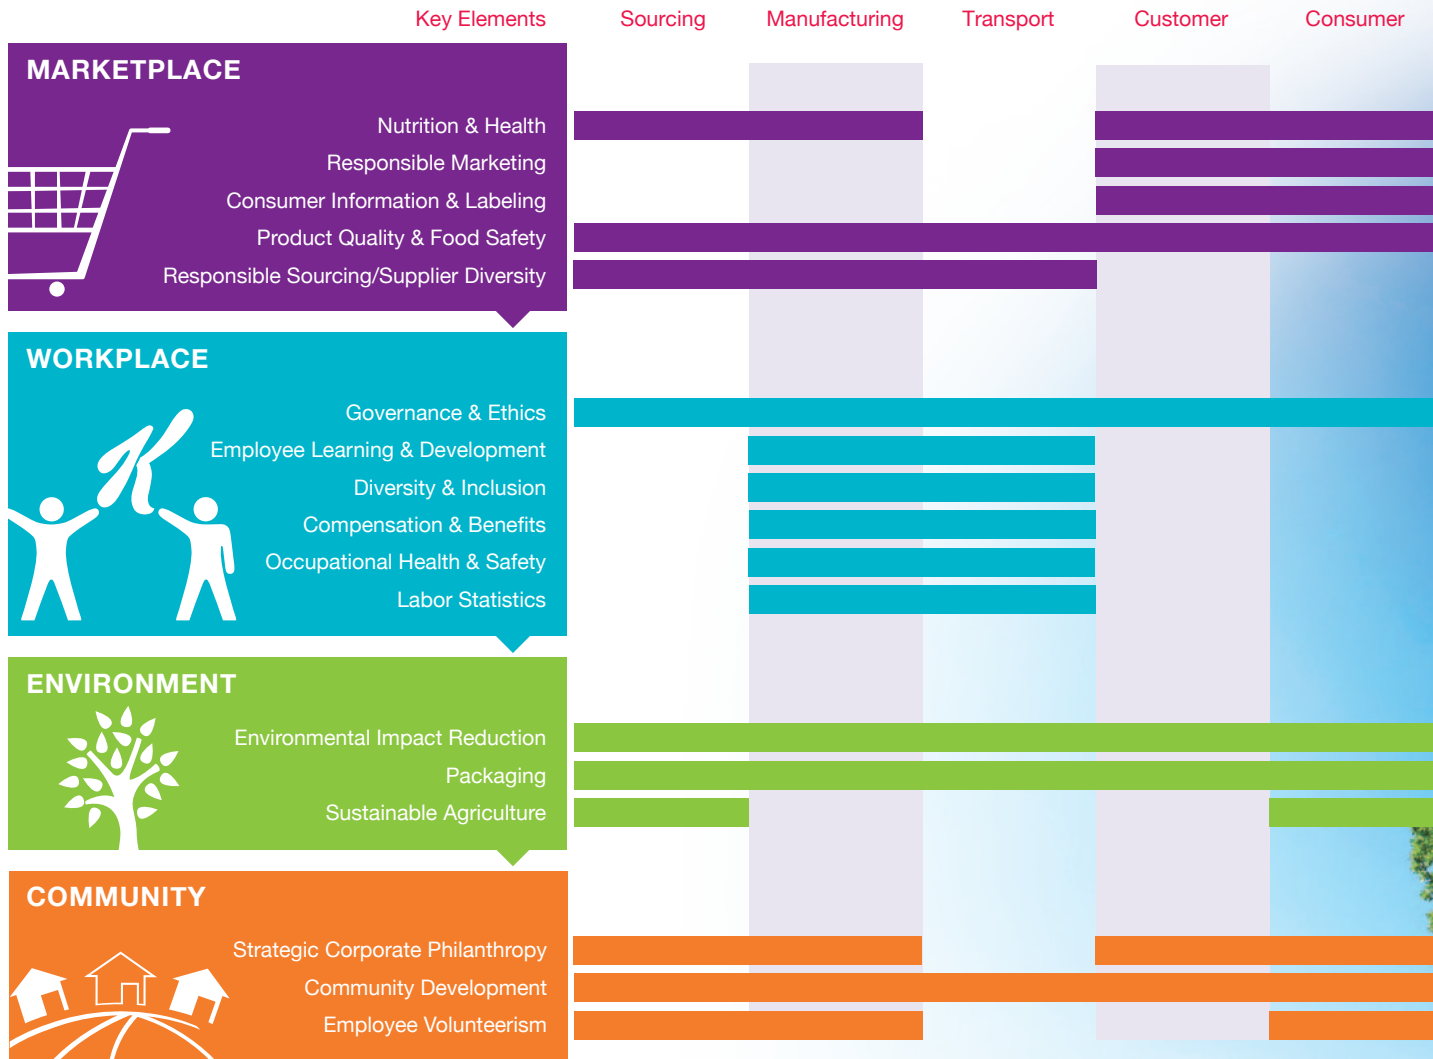 Key Elements Sourcing Manufacturing Transport Customer Consumer
MARKETPLACE
Nutrition & Health
Responsible Marketing
Consumer Information & Labeling
Product Quality & Food Safety
Responsible Sourcing/Supplier Diversity
WORKPLACE
Governance & Ethics
Employee Learning & Development
Diversity & Inclusion
Compensation & Benefits
Occupational Health & Safety
Labor Statistics
ENVIRONMENT
Environmental Impact Reduction
Packaging
Sustainable Agriculture
COMMUNITY
Strategic Corporate Philanthropy
Community Development
Employee Volunteerism